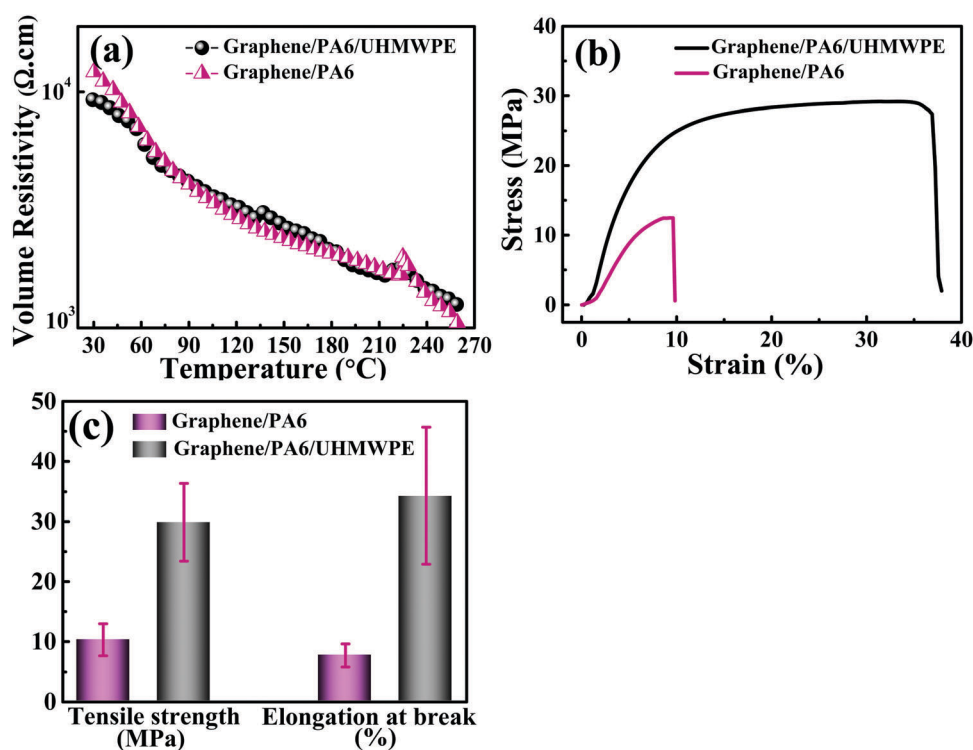 (a)
Graphene/PA6/UHMWPE
Graphene/PA6
Volume Resistivity (Ω.cm)
10⁴
10³
30 60 90 120 150 180 210 240 270
Temperature (°C)
(b)
Graphene/PA6/UHMWPE
Graphene/PA6
Stress (MPa)
40
30
20
10
0
0 10 20 30 40
Strain (%)
(c)
Graphene/PA6
Graphene/PA6/UHMWPE
50
40
30
20
10
0
Tensile strength Elongation at break
(MPa) (%)